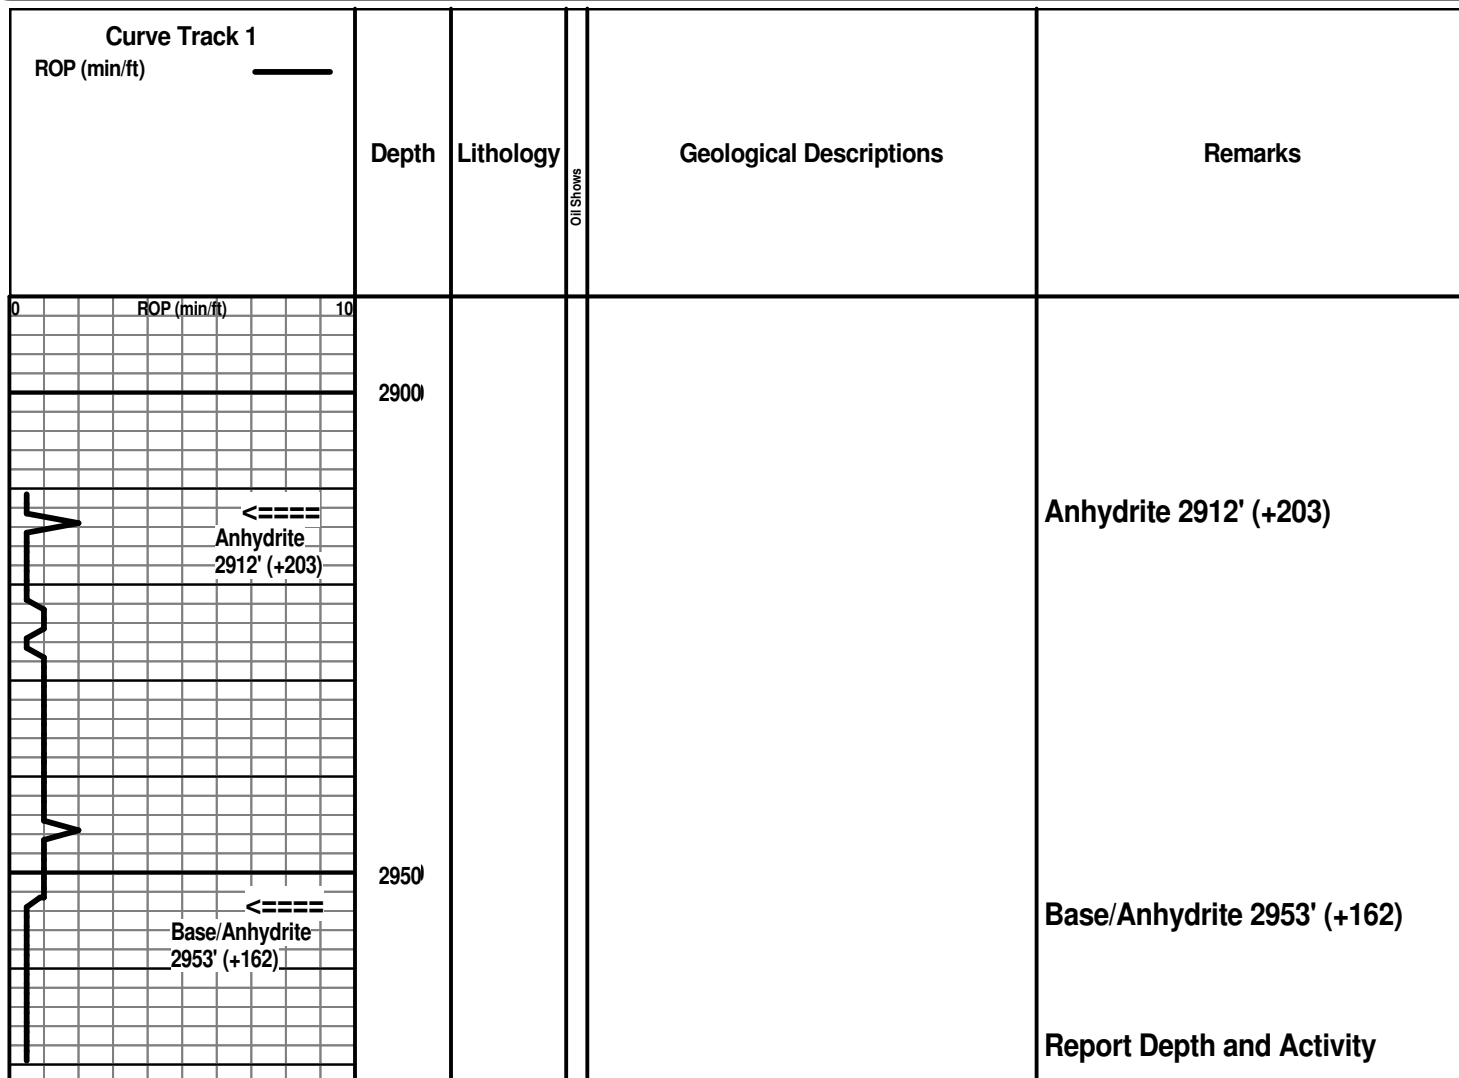 Curve Track 1
ROP (min/ft)
Depth
Lithology
Oil Shows
Geological Descriptions
Remarks
0 ROP (min/ft) 10
2900
<====
Anhydrite
2912' (+203)
Anhydrite 2912' (+203)
2950
<====
Base/Anhydrite
2953' (+162)
Base/Anhydrite 2953' (+162)
Report Depth and Activity